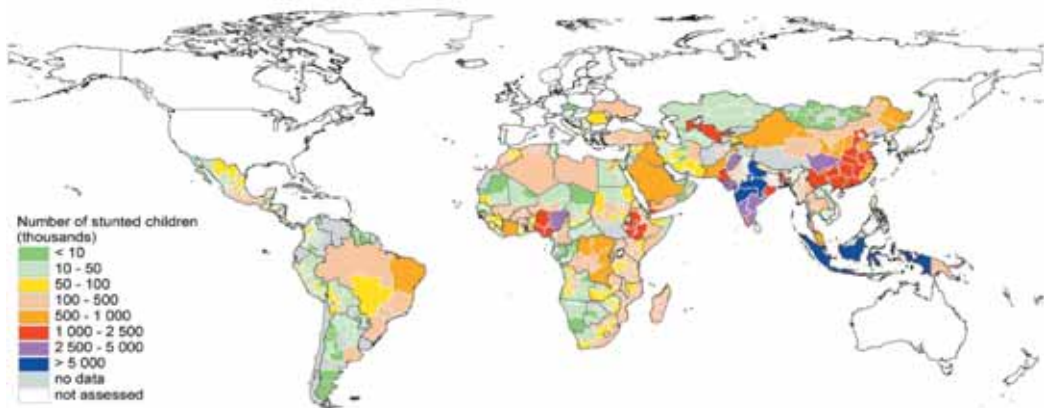 Number of stunted children
(thousands)
< 10
10 - 50
50 - 100
100 - 500
500 - 1 000
1 000 - 2 500
2 500 - 5 000
> 5 000
no data
not assessed